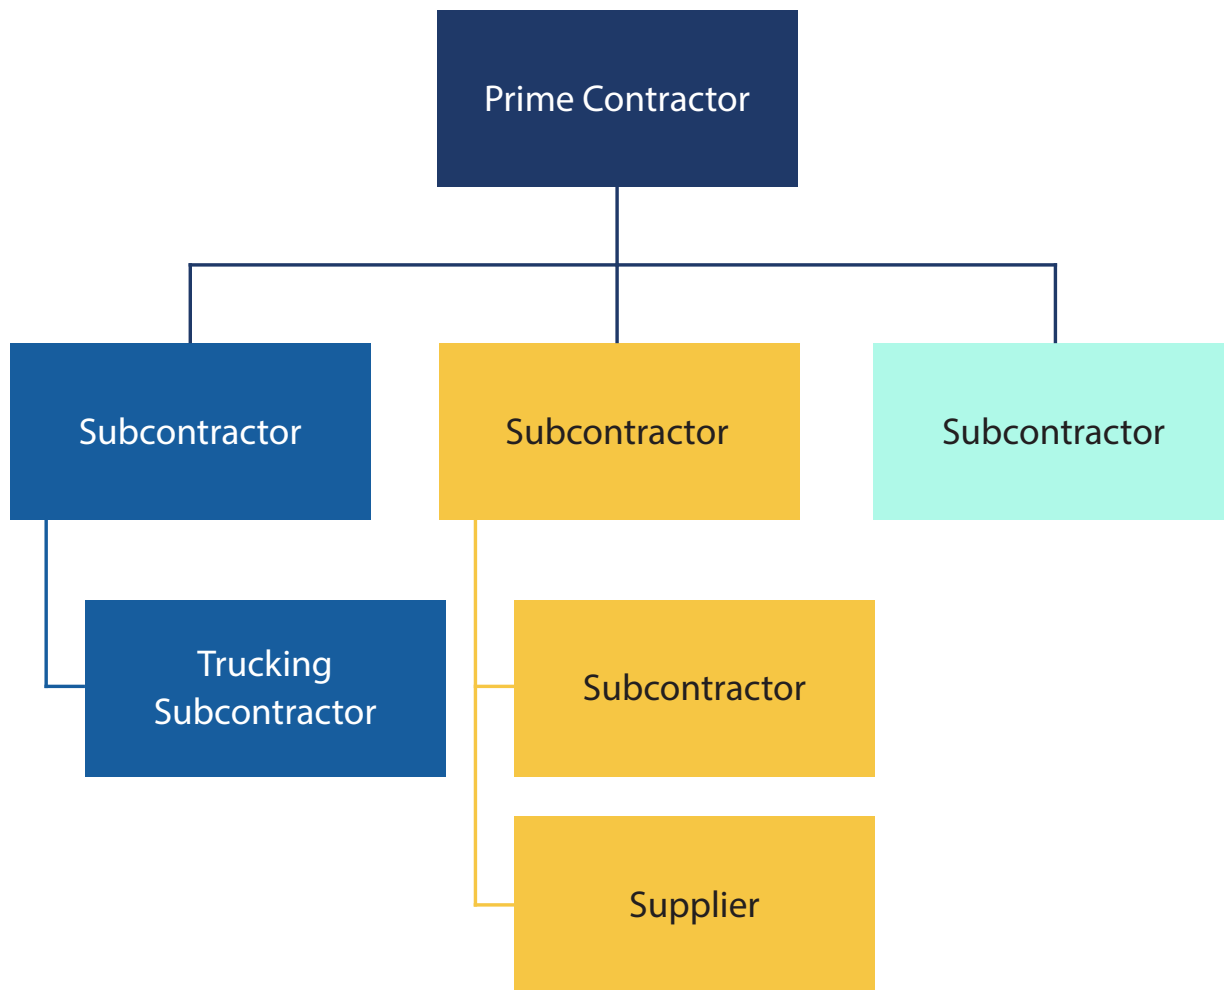 Prime Contractor
Subcontractor
Subcontractor
Subcontractor
Trucking
Subcontractor
Subcontractor
Supplier